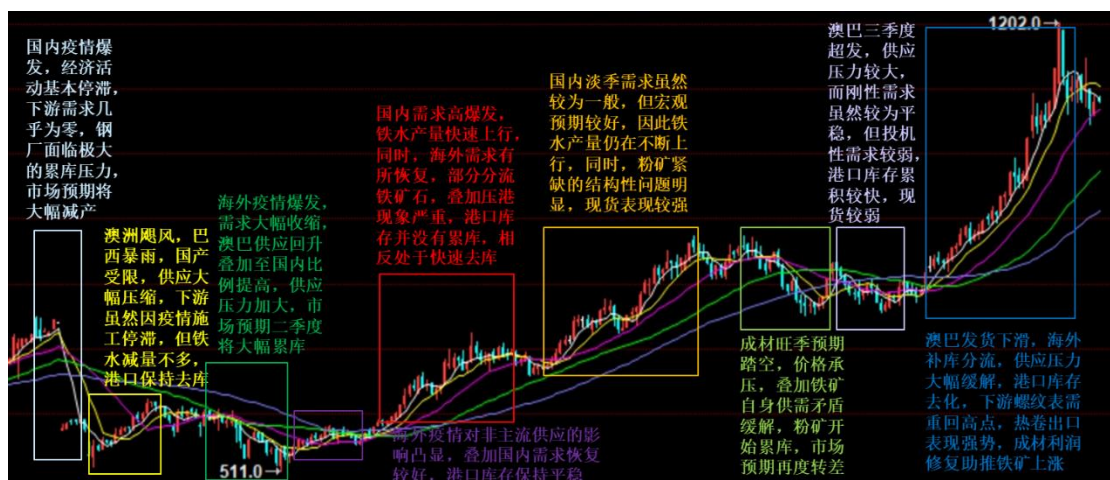 国内疫情爆
发，经济活
动基本停滞，
下游需求几
乎为零，钢
厂面临极大
的累库压力，
市场预期将
大幅减产
澳洲飓风，巴
西暴雨，国产
受限，供应大
幅压缩，下游
虽然因疫情施
工停滞，但铁
水减量不多，
港口保持去库
海外疫情爆发，
需求大幅收缩，
澳巴供应回升
叠加至国内比
例提高，供应
压力加大，市
场预期二季度
将大幅累库
511.0→
海外疫情对非主流供应的影
响凸显，叠加国内需求恢复
较好，港口库存保持平稳
国内需求高爆发，
铁水产量快速上行，
同时，海外需求有
所恢复，部分分流
铁矿石，叠加压港
现象严重，港口库
存并没有累库，相
反处于快速去库
国内淡季需求虽然
较为一般，但宏观
预期较好，因此铁
水产量仍在不断上
行，同时，粉矿紧
缺的结构性问题明
显，现货表现较强
成材旺季预期
踏空，价格承
压，叠加铁矿
自身供需矛盾
缓解，粉矿开
始累库，市场
预期再度转差
澳巴三季度
超发，供应
压力较大，
而刚性需求
虽然较为平
稳，但投机
性需求较弱，
港口库存累
积较快，现
货较弱
1202.0→
澳巴发货下滑，海外
补库分流，供应压力
大幅缓解，港口库存
去化，下游螺纹表需
重回高点，热卷出口
表现强势，成材利润
修复助推铁矿上涨